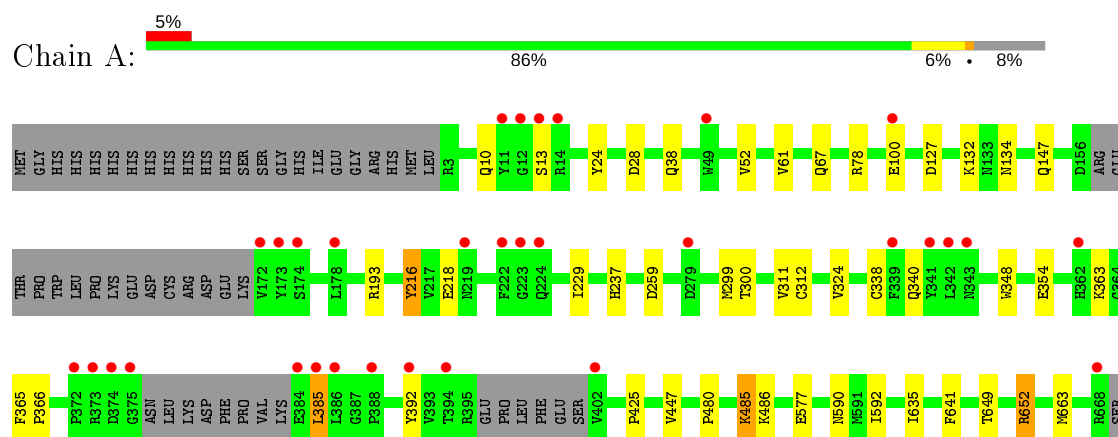 5%
Chain A:
86% 6% • 8%
MET GLY HIS HIS HIS HIS HIS HIS HIS HIS HIS HIS SER SER GLY HIS ILE GLU GLY ARG HIS MET LEU R3 Q10 Y11 G12 S13 R14 Y24 D28 Q38 W49 V52 V61 Q67 R78 E100 D127 K132 N133 N134 Q147 D156 ARG GLU
THR PRO TRP LEU PRO LYS GLU ASP CYS ARG ASP GLU LYS V172 Y173 S174 L178 R193 Y216 V217 E218 N219 F222 G223 Q224 I229 H237 D259 D279 M299 T300 V311 C312 V324 C338 F339 Q340 Y341 L342 N343 W348 E354 H362 K363 G364
F365 P366 P372 R373 D374 G375 ASN LEU LYS ASP PHE PRO VAL LYS E384 L385 L386 G387 P388 Y392 V393 T394 R395 GLU PRO LEU PHE GLU SER V402 P425 V447 P480 K485 K486 E577 N590 M591 I592 I635 F641 T649 R652 M663 R668